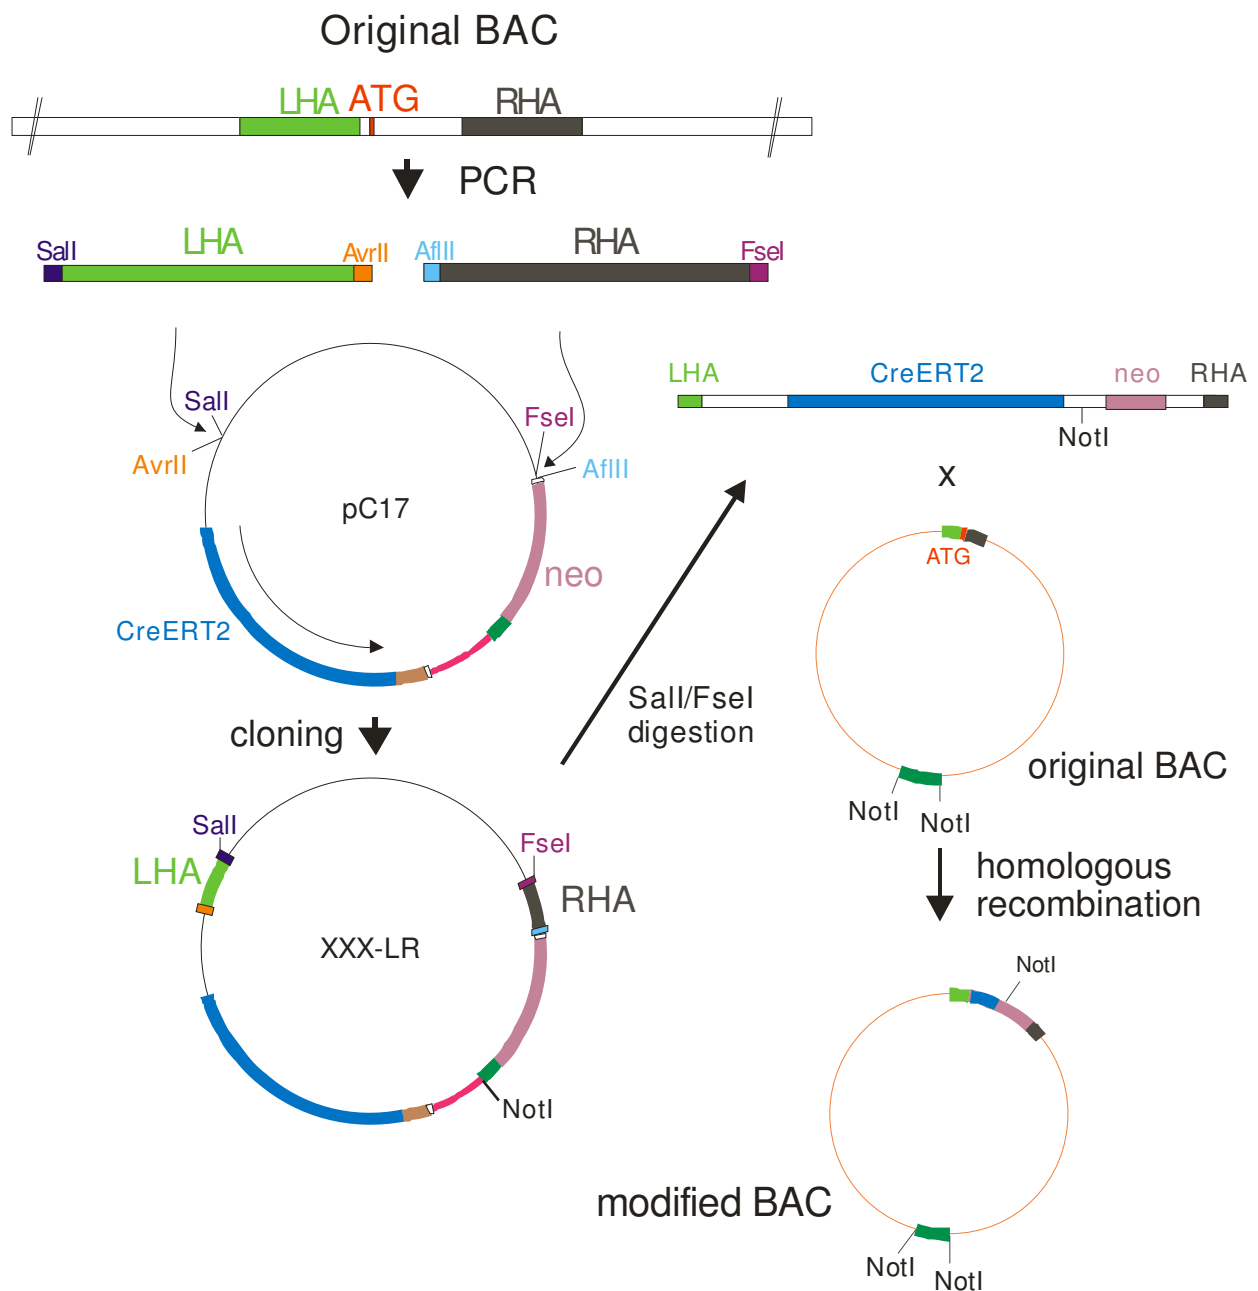 Original BAC
LHA ATG RHA
PCR
SalI LHA AvrII AflII RHA FseI
SalI
AvrII
FseI
AflII
pC17
neo
CreERT2
cloning
SalI
LHA
FseI
RHA
XXX-LR
NotI
SalI/FseI
digestion
LHA CreERT2 neo RHA
NotI
x
ATG
original BAC
NotI NotI
homologous
recombination
NotI
modified BAC
NotI NotI